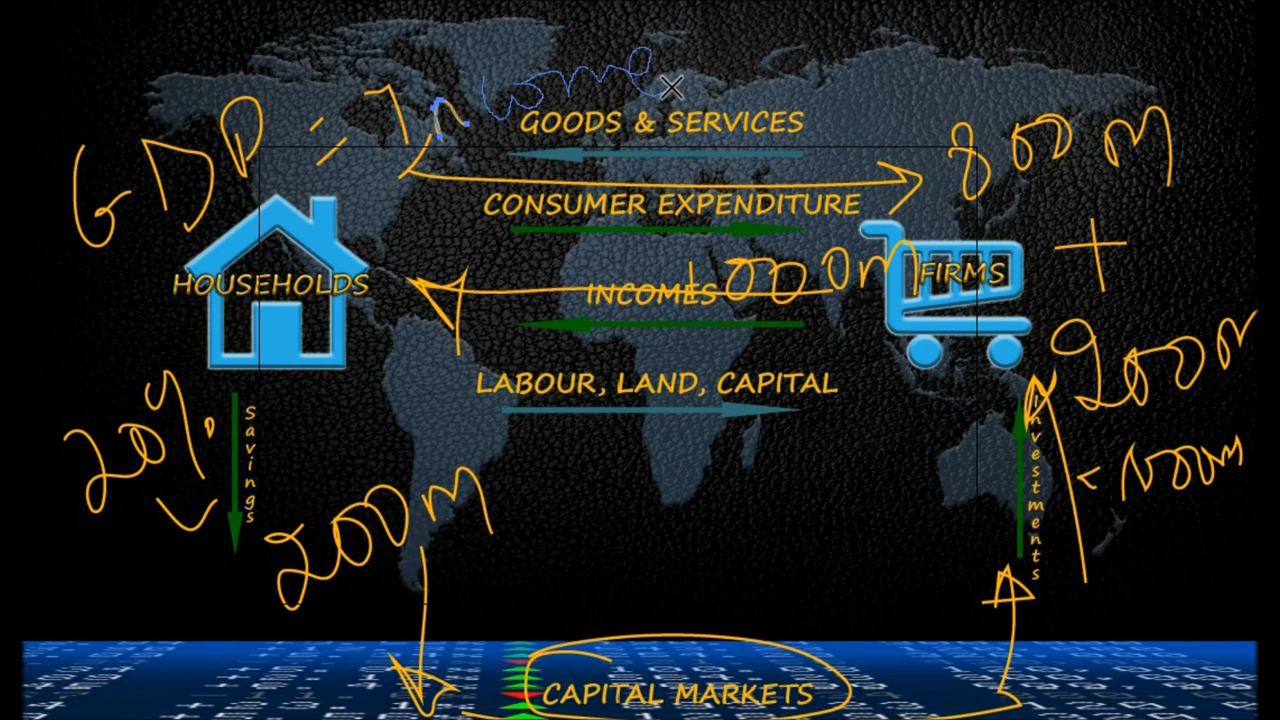 GDP = Income
GOODS & SERVICES
800m
CONSUMER EXPENDITURE
+
HOUSEHOLDS
INCOMES
1000m
FIRMS
200m
LABOUR, LAND, CAPITAL
20%
Savings
Investments
200m
CAPITAL MARKETS